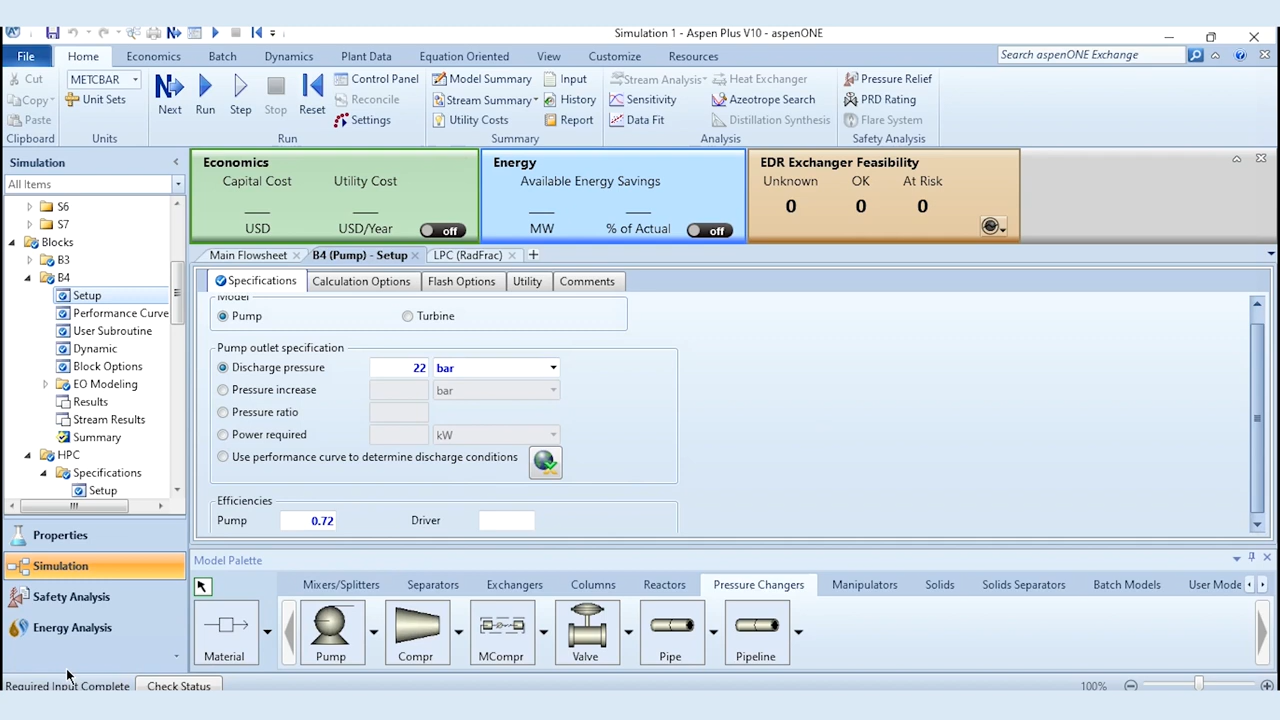 Simulation 1 - Aspen Plus V10 - aspenONE
File Home Economics Batch Dynamics Plant Data Equation Oriented View Customize Resources Search aspenONE Exchange
Cut METCBAR Control Panel Model Summary Input Stream Analysis Heat Exchanger Pressure Relief
Copy Unit Sets Next Run Step Stop Reset Reconcile Stream Summary History Sensitivity Azeotrope Search PRD Rating
Paste Settings Utility Costs Report Data Fit Distillation Synthesis Flare System
Clipboard Units Run Summary Analysis Safety Analysis
Simulation
All Items
S6
S7
Blocks
B3
B4
Setup
Performance Curve
User Subroutine
Dynamic
Block Options
EO Modeling
Results
Stream Results
Summary
HPC
Specifications
Setup
Properties
Simulation
Safety Analysis
Energy Analysis
Economics
Capital Cost Utility Cost
USD USD/Year off
Energy
Available Energy Savings
MW % of Actual off
EDR Exchanger Feasibility
Unknown OK At Risk
0 0 0
Main Flowsheet B4 (Pump) - Setup LPC (RadFrac)
Specifications Calculation Options Flash Options Utility Comments
Model
Pump Turbine
Pump outlet specification
Discharge pressure 22 bar
Pressure increase bar
Pressure ratio
Power required kW
Use performance curve to determine discharge conditions
Efficiencies
Pump 0.72 Driver
Model Palette
Mixers/Splitters Separators Exchangers Columns Reactors Pressure Changers Manipulators Solids Solids Separators Batch Models User Mode
Material Pump Compr MCompr Valve Pipe Pipeline
Required Input Complete Check Status 100%